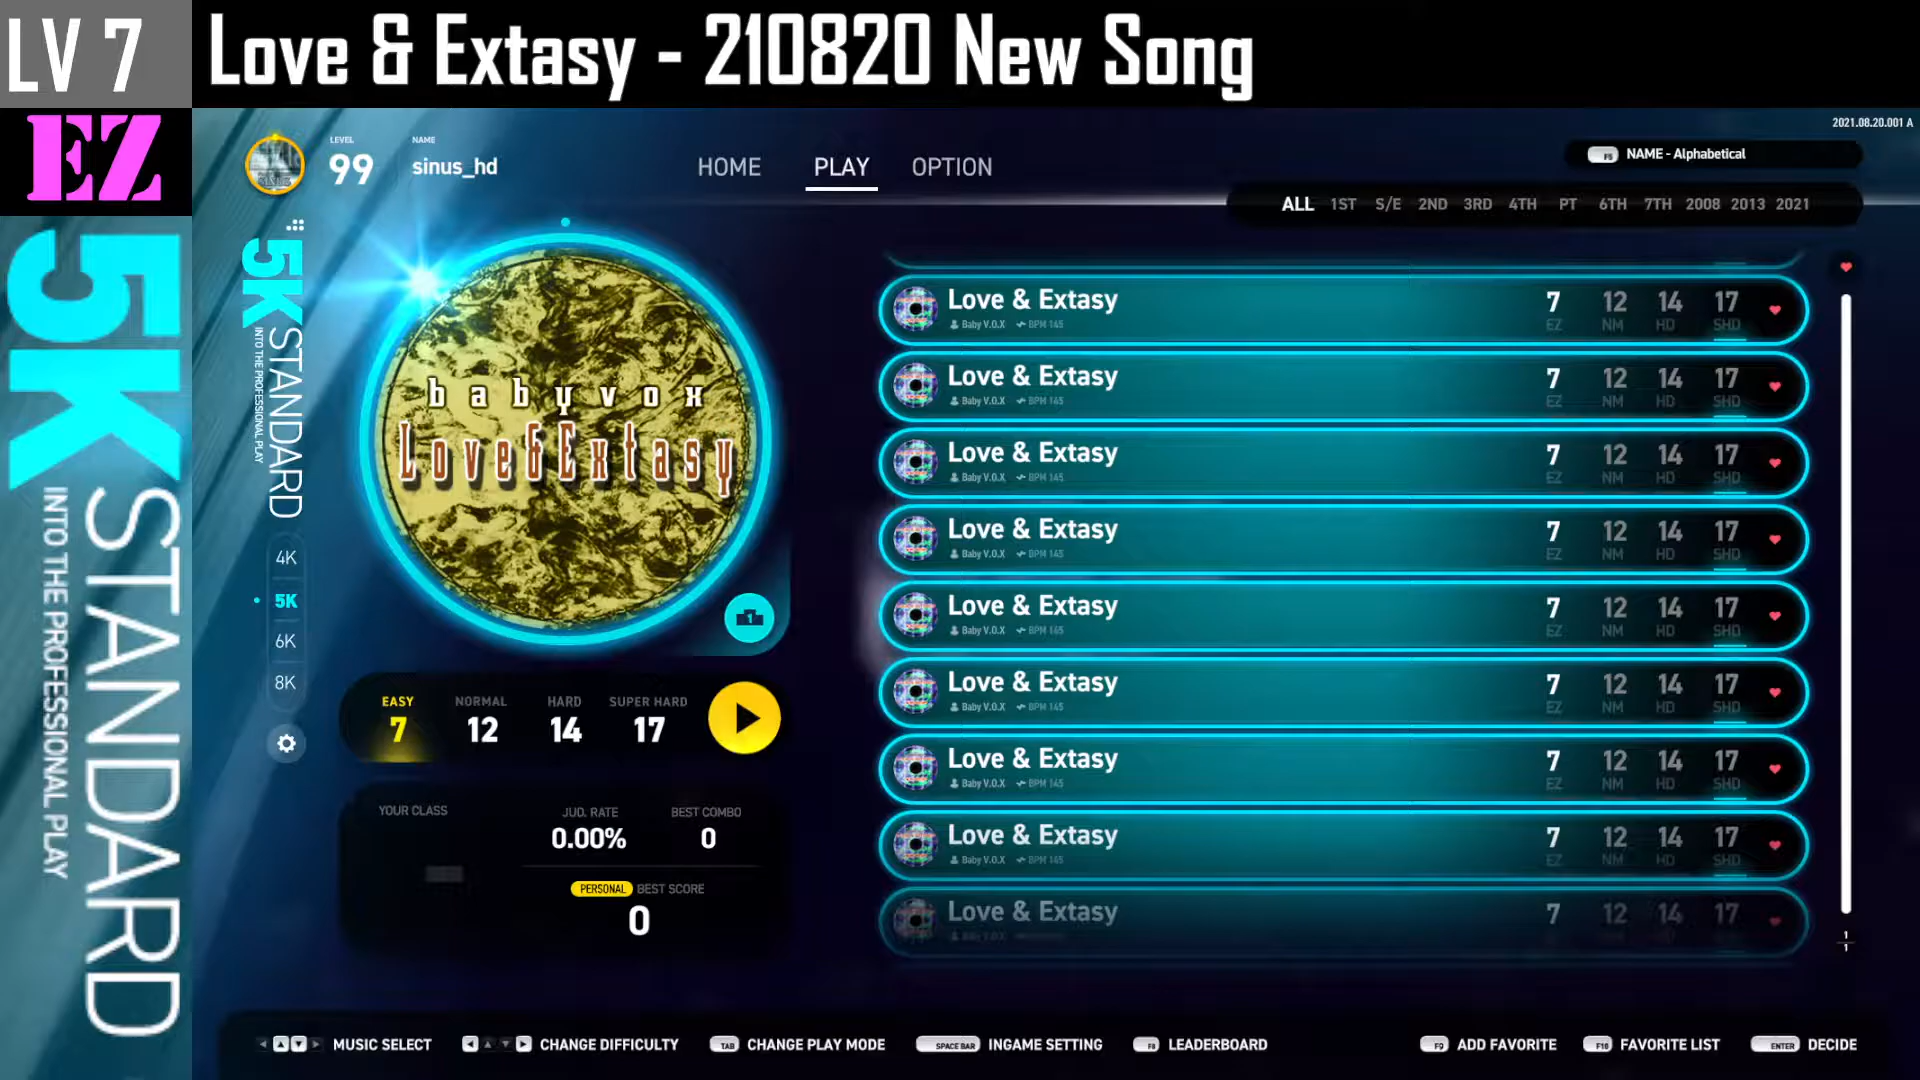 LV 7
Love & Extasy - 210820 New Song
EZ
5K STANDARD
INTO THE PROFESSIONAL PLAY
2021.08.20.001 A
LEVEL
99
NAME
sinus_hd
HOME PLAY OPTION
F5 NAME - Alphabetical
ALL 1ST S/E 2ND 3RD 4TH PT 6TH 7TH 2008 2013 2021
5K STANDARD
INTO THE PROFESSIONAL PLAY
4K
5K
6K
8K
babyvox
Love&Extasy
1
EASY NORMAL HARD SUPER HARD
7 12 14 17
YOUR CLASS
JUD. RATE BEST COMBO
0.00% 0
PERSONAL BEST SCORE
0
Love & Extasy 7 12 14 17
Baby V.O.X BPM 145 EZ NM HD SHD
Love & Extasy 7 12 14 17
Baby V.O.X BPM 145 EZ NM HD SHD
Love & Extasy 7 12 14 17
Baby V.O.X BPM 145 EZ NM HD SHD
Love & Extasy 7 12 14 17
Baby V.O.X BPM 145 EZ NM HD SHD
Love & Extasy 7 12 14 17
Baby V.O.X BPM 145 EZ NM HD SHD
Love & Extasy 7 12 14 17
Baby V.O.X BPM 145 EZ NM HD SHD
Love & Extasy 7 12 14 17
Baby V.O.X BPM 145 EZ NM HD SHD
Love & Extasy 7 12 14 17
Baby V.O.X BPM 145 EZ NM HD SHD
Love & Extasy 7 12 14 17
1
1
MUSIC SELECT CHANGE DIFFICULTY TAB CHANGE PLAY MODE SPACE BAR INGAME SETTING F8 LEADERBOARD F9 ADD FAVORITE F10 FAVORITE LIST ENTER DECIDE